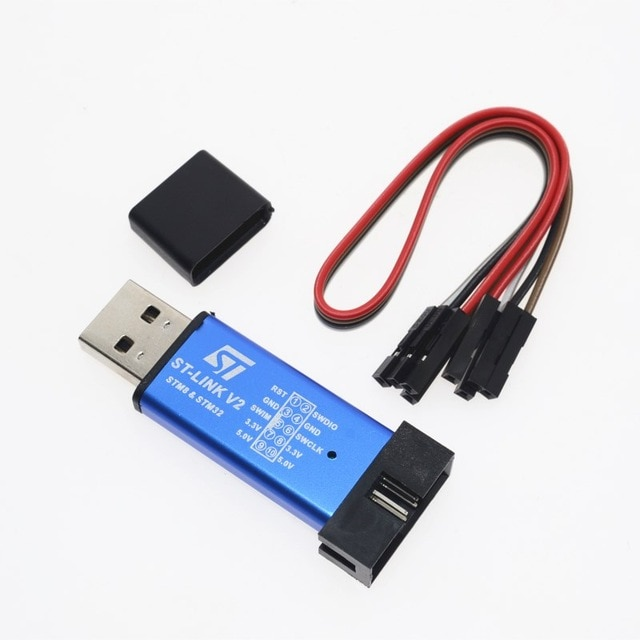 ST
ST-LINK V2
STM8 & STM32
RST 1 2 SWDIO
GND 3 4 GND
SWIM 5 6 SWCLK
3.3V 7 8 3.3V
5.0V 9 10 5.0V